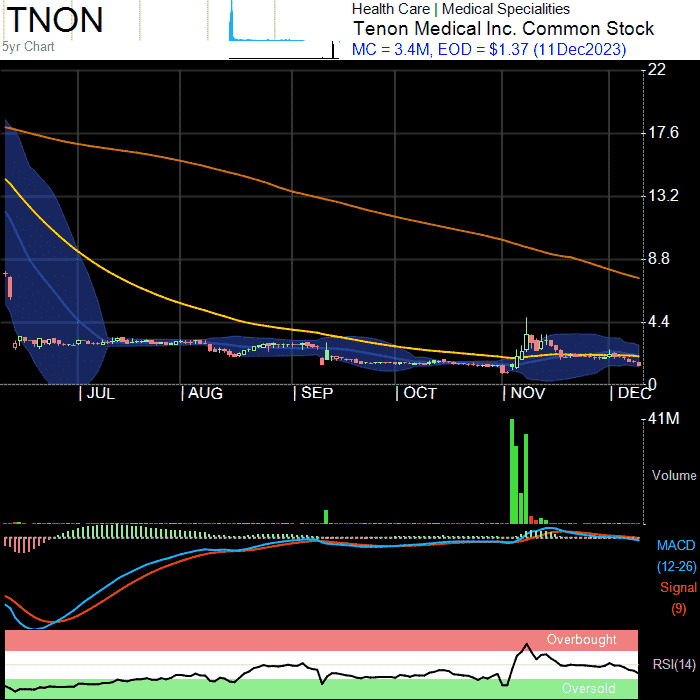 TNON
5yr Chart
Health Care | Medical Specialities
Tenon Medical Inc. Common Stock
MC = 3.4M, EOD = $1.37 (11Dec2023)
22
17.6
13.2
8.8
4.4
0
JUL
AUG
SEP
OCT
NOV
DEC
41M
Volume
MACD
(12-26)
Signal
(9)
Overbought
RSI(14)
Oversold